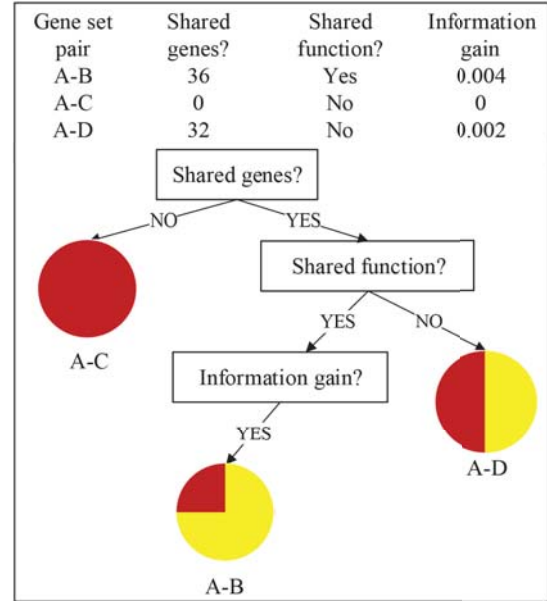 Gene set Shared Shared Information
pair genes? function? gain
A-B 36 Yes 0.004
A-C 0 No 0
A-D 32 No 0.002
Shared genes?
NO YES
Shared function?
A-C
YES NO
Information gain?
YES
A-D
A-B